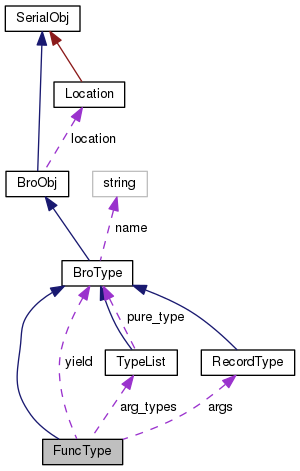 SerialObj
Location
location
BroObj
string
name
BroType
pure_type
yield
TypeList
RecordType
arg_types
args
FuncType